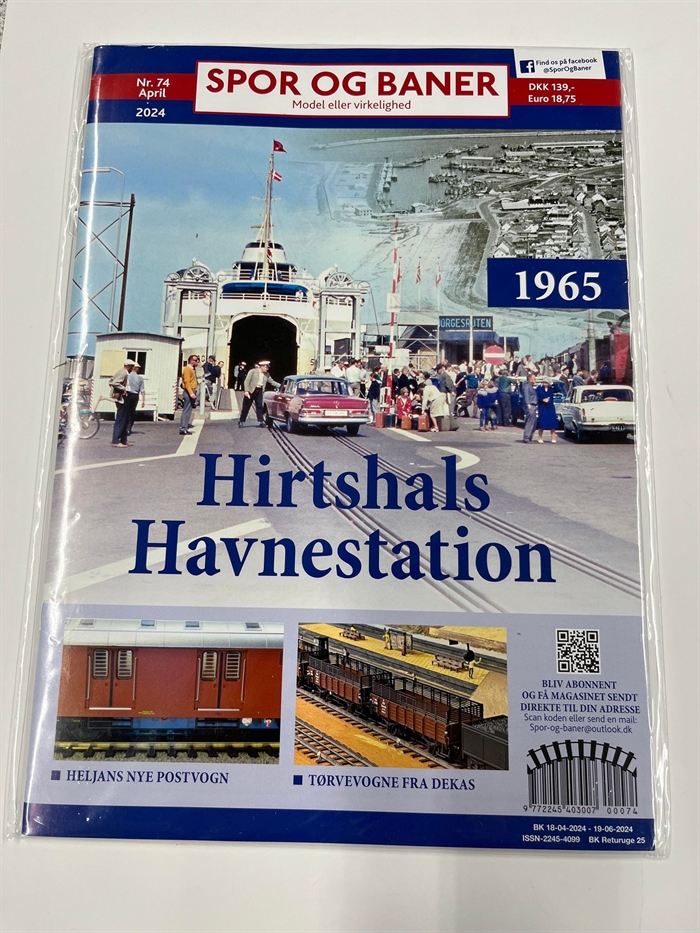 Nr. 74
April
2024
SPOR OG BANER
Model eller virkelighed
Find os på facebook
@SporOgBaner
DKK 139,-
Euro 18,75
1965
ORGESRUTEN
Hirtshals
Havnestation
BLIV ABONNENT
OG FÅ MAGASINET SENDT
DIREKTE TIL DIN ADRESSE
Scan koden eller send en mail:
Spor-og-baner@outlook.dk
HELJANS NYE POSTVOGN
TØRVEVOGNE FRA DEKAS
9 772245 403007 00074
BK 18-04-2024 - 19-06-2024
ISSN-2245-4099 BK Returuge 25